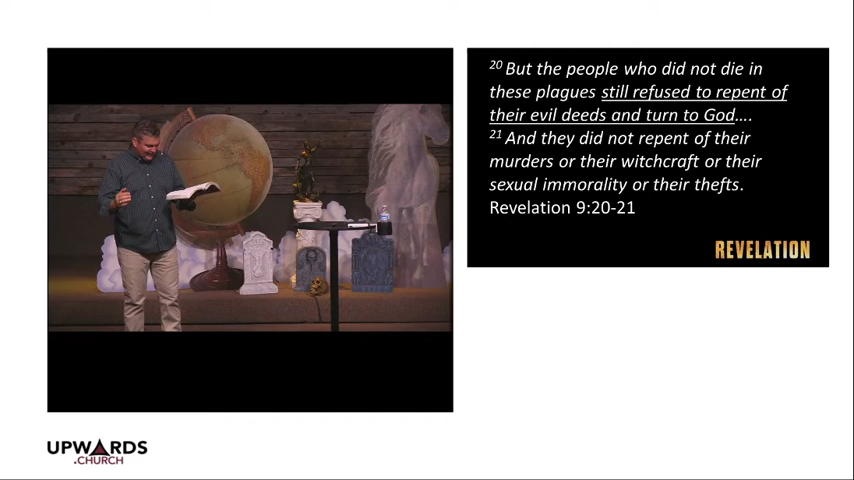 20 But the people who did not die in
these plagues still refused to repent of
their evil deeds and turn to God….
21 And they did not repent of their
murders or their witchcraft or their
sexual immorality or their thefts.
Revelation 9:20-21
REVELATION
UPWARDS
.CHURCH